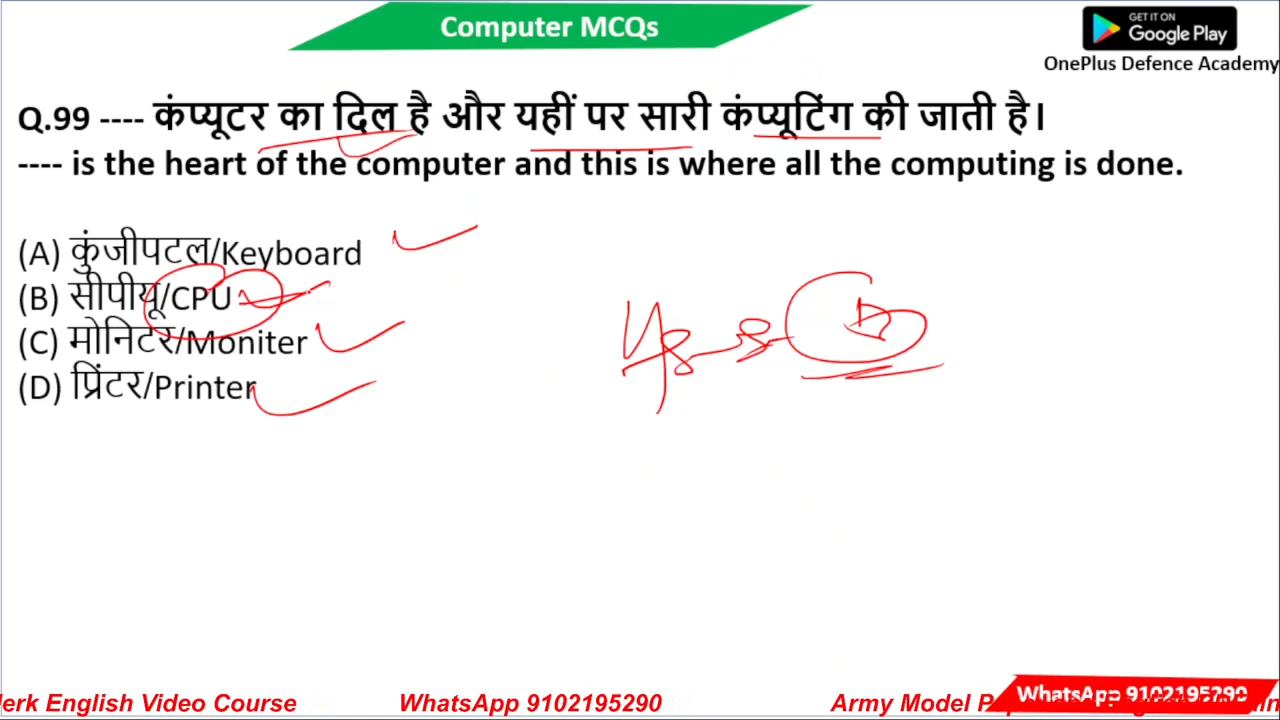 Computer MCQs
GET IT ON
Google Play
OnePlus Defence Academy
Q.99 ---- कंप्यूटर का दिल है और यहीं पर सारी कंप्यूटिंग की जाती है।
---- is the heart of the computer and this is where all the computing is done.
(A) कुंजीपटल/Keyboard
(B) सीपीयू/CPU
(C) मोनिटर/Moniter
(D) प्रिंटर/Printer
lerk English Video Course WhatsApp 9102195290 Army Model
WhatsApp 9102195290